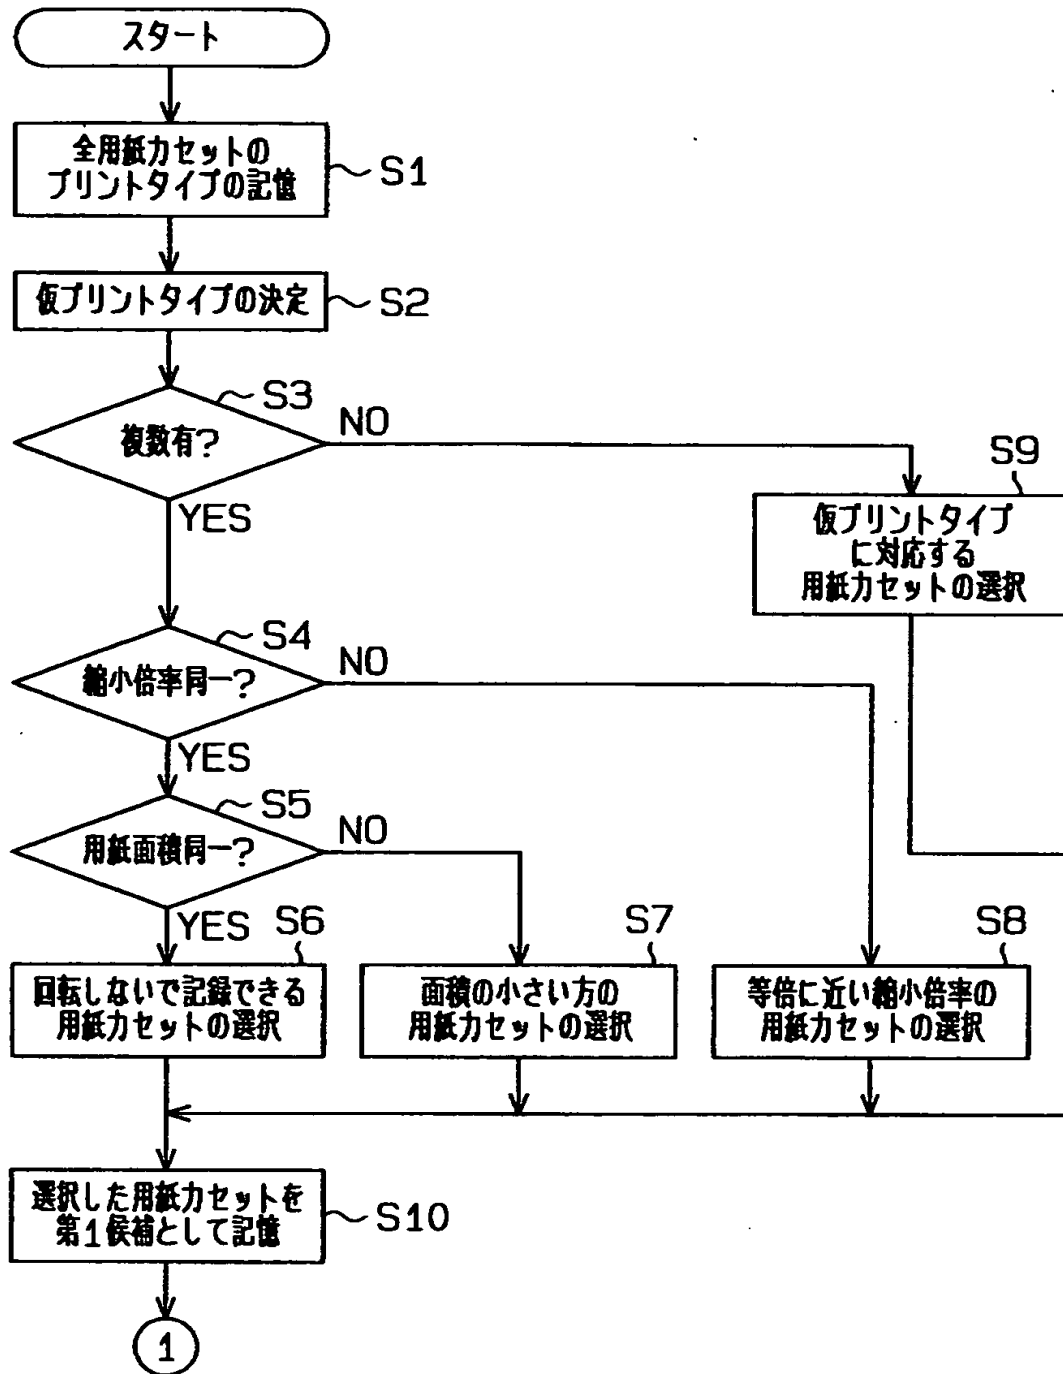 スタート
全用紙カセットの
プリントタイプの記憶
S1
仮プリントタイプの決定
S2
S3
複数有?
NO
YES
S9
仮プリントタイプ
に対応する
用紙カセットの選択
S4
縮小倍率同一?
NO
YES
S5
用紙面積同一?
NO
YES
S6
回転しないで記録できる
用紙カセットの選択
S7
面積の小さい方の
用紙カセットの選択
S8
等倍に近い縮小倍率の
用紙カセットの選択
選択した用紙カセットを
第1候補として記憶
S10
1